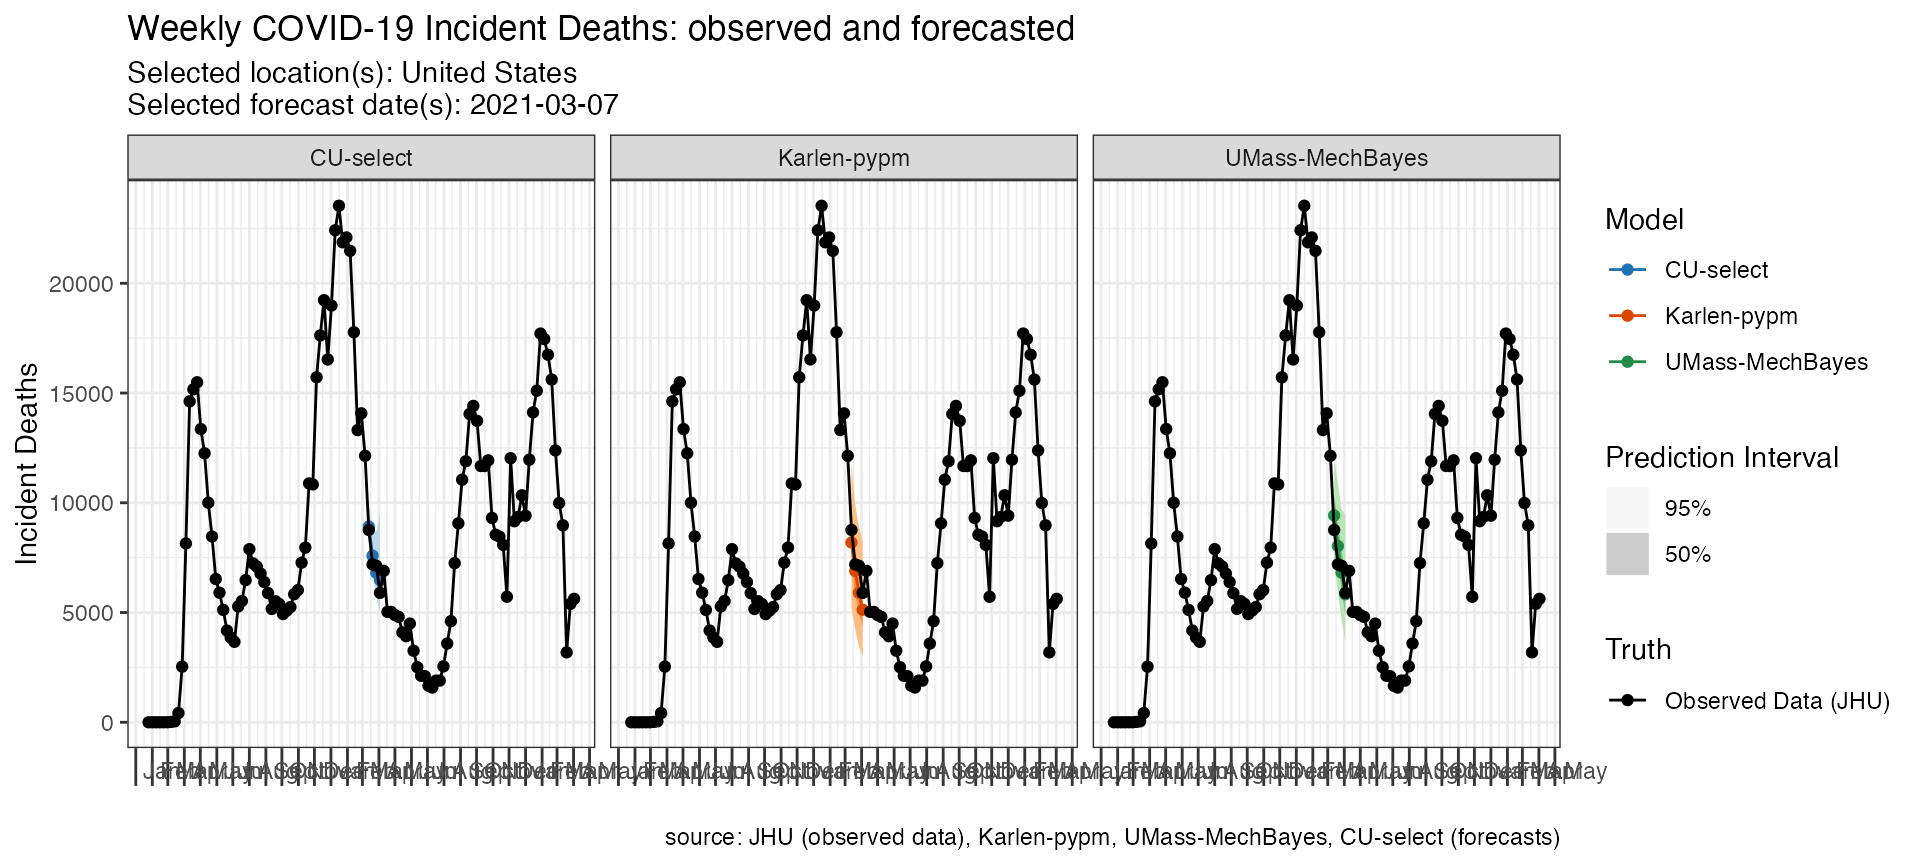 Weekly COVID-19 Incident Deaths: observed and forecasted
Selected location(s): United States
Selected forecast date(s): 2021-03-07
CU-select
Karlen-pypm
UMass-MechBayes
Incident Deaths
20000
15000
10000
5000
0
May
Model
CU-select
Karlen-pypm
UMass-MechBayes
Prediction Interval
95%
50%
Truth
Observed Data (JHU)
source: JHU (observed data), Karlen-pypm, UMass-MechBayes, CU-select (forecasts)